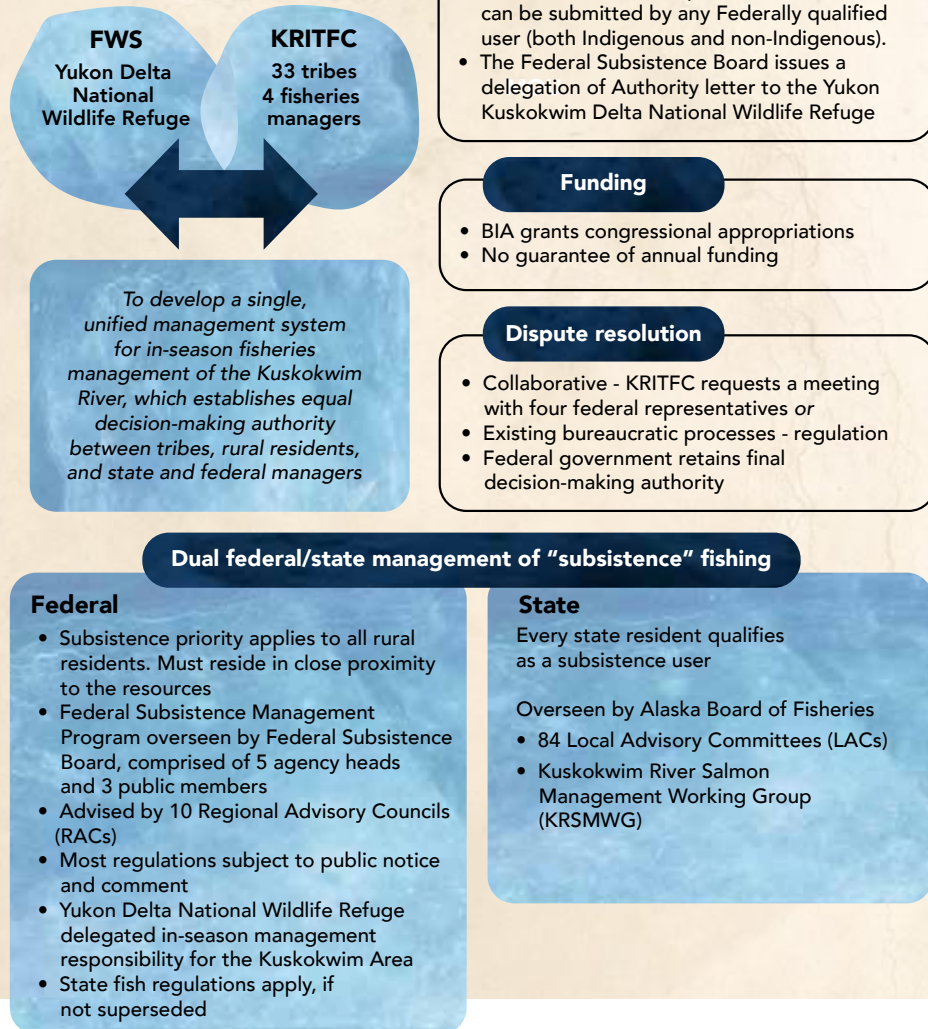 FWS
Yukon Delta
National
Wildlife Refuge
KRITFC
33 tribes
4 fisheries
managers
To develop a single,
unified management system
for in-season fisheries
management of the Kuskokwim
River, which establishes equal
decision-making authority
between tribes, rural residents,
and state and federal managers
can be submitted by any Federally qualified
user (both Indigenous and non-Indigenous).
• The Federal Subsistence Board issues a
delegation of Authority letter to the Yukon
Kuskokwim Delta National Wildlife Refuge
Funding
• BIA grants congressional appropriations
• No guarantee of annual funding
Dispute resolution
• Collaborative - KRITFC requests a meeting
with four federal representatives or
• Existing bureaucratic processes - regulation
• Federal government retains final
decision-making authority
Dual federal/state management of “subsistence” fishing
Federal
• Subsistence priority applies to all rural
residents. Must reside in close proximity
to the resources
• Federal Subsistence Management
Program overseen by Federal Subsistence
Board, comprised of 5 agency heads
and 3 public members
• Advised by 10 Regional Advisory Councils
(RACs)
• Most regulations subject to public notice
and comment
• Yukon Delta National Wildlife Refuge
delegated in-season management
responsibility for the Kuskokwim Area
• State fish regulations apply, if
not superseded
State
Every state resident qualifies
as a subsistence user
Overseen by Alaska Board of Fisheries
• 84 Local Advisory Committees (LACs)
• Kuskokwim River Salmon
Management Working Group
(KRSMWG)